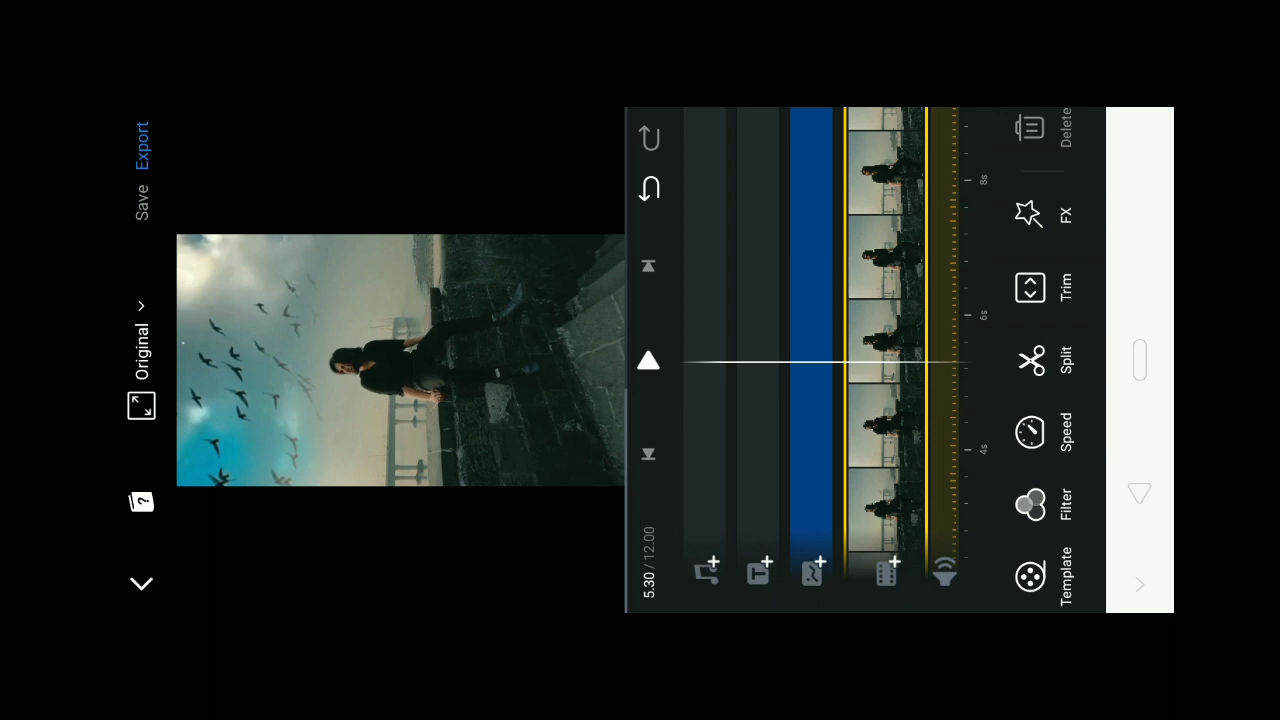 Original
Save
Export
?
5.30 / 12.00
T
4s
6s
8s
Template
Filter
Speed
Split
Trim
FX
Delete